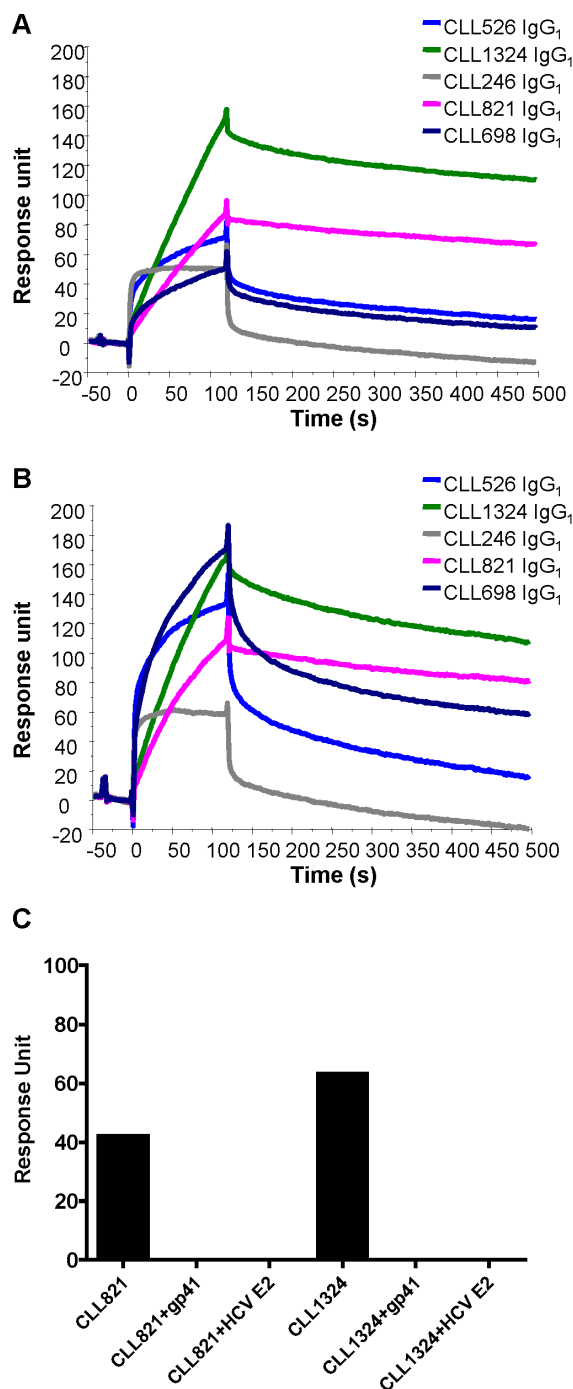 A
CLL526 IgG1
CLL1324 IgG1
CLL246 IgG1
CLL821 IgG1
CLL698 IgG1
Response unit
200
180
160
140
120
100
80
60
40
20
0
-20
-50 0 50 100 150 200 250 300 350 400 450 500
Time (s)
B
CLL526 IgG1
CLL1324 IgG1
CLL246 IgG1
CLL821 IgG1
CLL698 IgG1
Response unit
200
180
160
140
120
100
80
60
40
20
0
-20
-50 0 50 100 150 200 250 300 350 400 450 500
Time (s)
C
Response Unit
100
80
60
40
20
0
CLL821
CLL821+gp41
CLL821+HCV E2
CLL1324
CLL1324+gp41
CLL1324+HCV E2